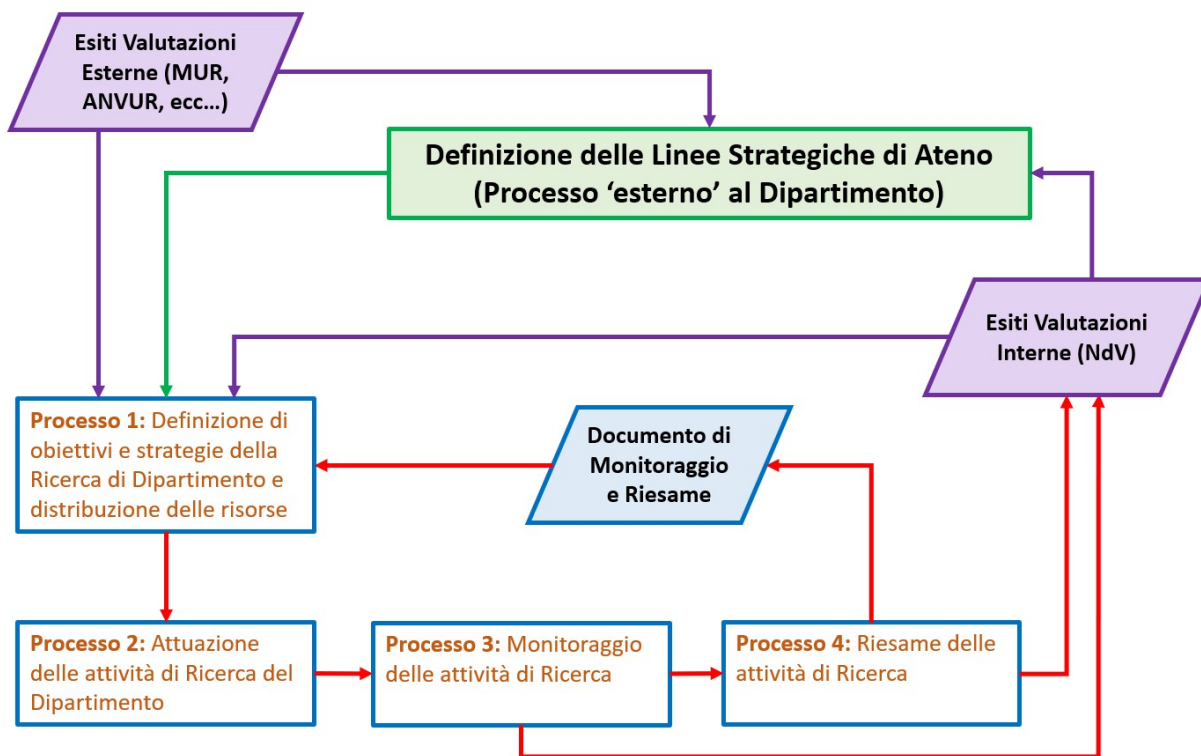 Esiti Valutazioni
Esterne (MUR,
ANVUR, ecc...)
Definizione delle Linee Strategiche di Ateno
(Processo ‘esterno’ al Dipartimento)
Esiti Valutazioni
Interne (NdV)
Processo 1: Definizione di
obiettivi e strategie della
Ricerca di Dipartimento e
distribuzione delle risorse
Documento di
Monitoraggio
e Riesame
Processo 2: Attuazione
delle attività di Ricerca del
Dipartimento
Processo 3: Monitoraggio
delle attività di Ricerca
Processo 4: Riesame delle
attività di Ricerca